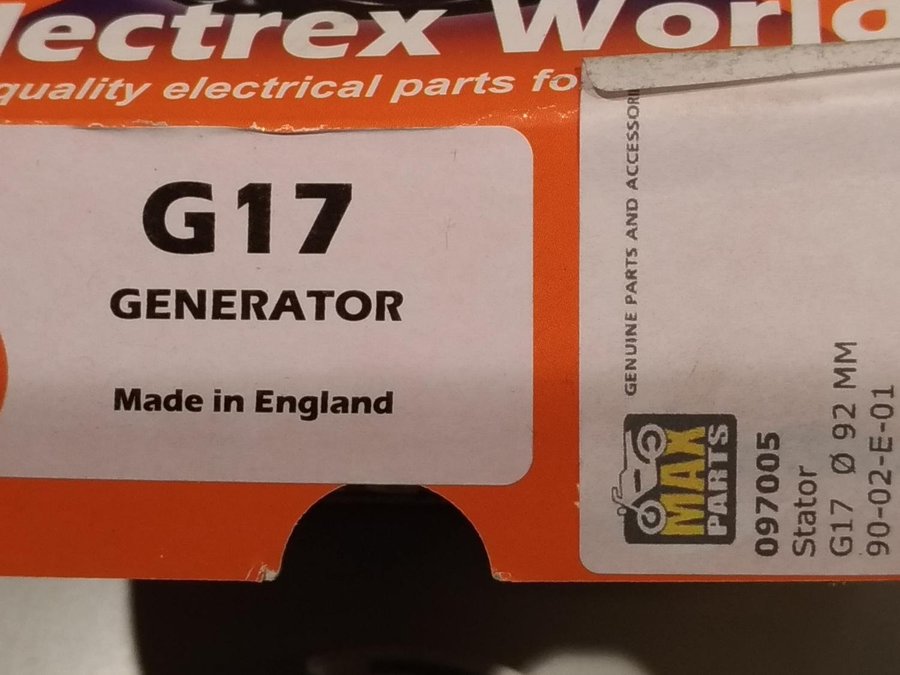 lectrex World
quality electrical parts fo
G17
GENERATOR
Made in England
GENUINE PARTS AND ACCESSORI
MAX
PARTS
097005
Stator
G17 Ø 92 MM
90-02-E-01